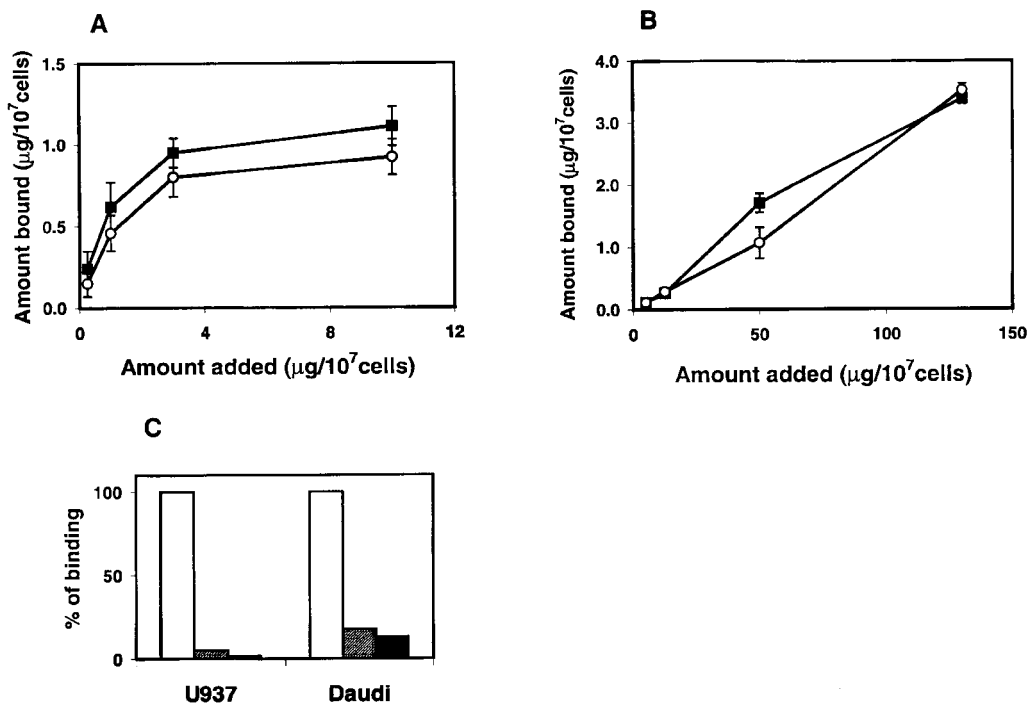 A
Amount bound (μg/10⁷cells)
1.5
1.0
0.5
0.0
0 4 8 12
Amount added (μg/10⁷cells)
B
Amount bound (μg/10⁷cells)
4.0
3.0
2.0
1.0
0.0
0 50 100 150
Amount added (μg/10⁷cells)
C
% of binding
100
50
0
U937 Daudi